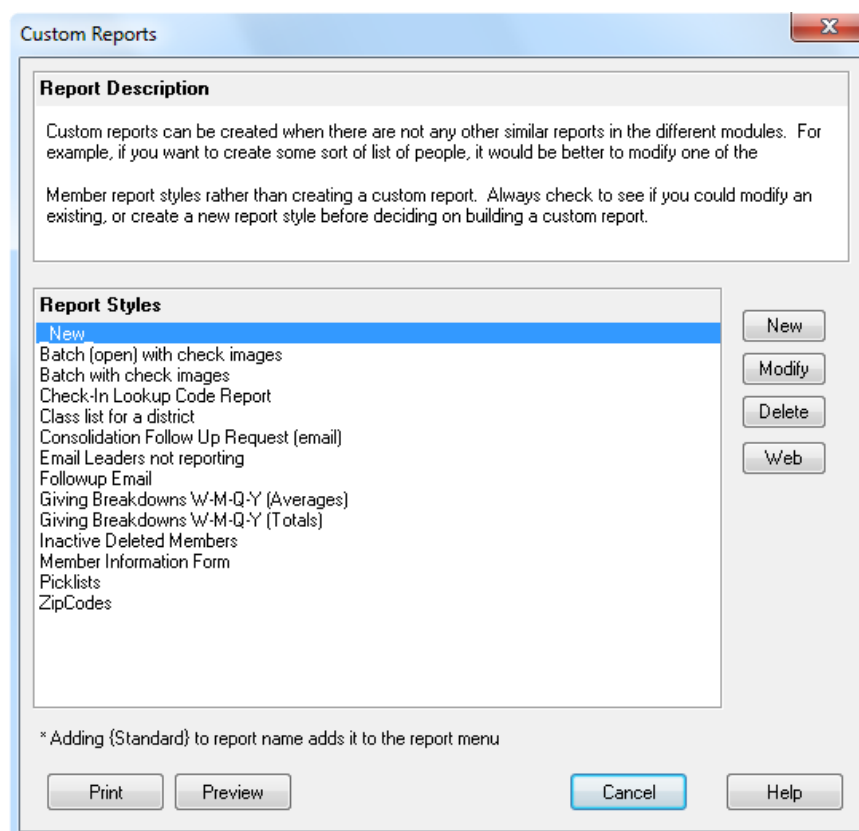 Custom Reports
X
Report Description
Custom reports can be created when there are not any other similar reports in the different modules.  For
example, if you want to create some sort of list of people, it would be better to modify one of the
Member report styles rather than creating a custom report.  Always check to see if you could modify an
existing, or create a new report style before deciding on building a custom report.
Report Styles
_New_
Batch (open) with check images
Batch with check images
Check-In Lookup Code Report
Class list for a district
Consolidation Follow Up Request (email)
Email Leaders not reporting
Followup Email
Giving Breakdowns W-M-Q-Y (Averages)
Giving Breakdowns W-M-Q-Y (Totals)
Inactive Deleted Members
Member Information Form
Picklists
ZipCodes
New
Modify
Delete
Web
* Adding {Standard} to report name adds it to the report menu
Print
Preview
Cancel
Help